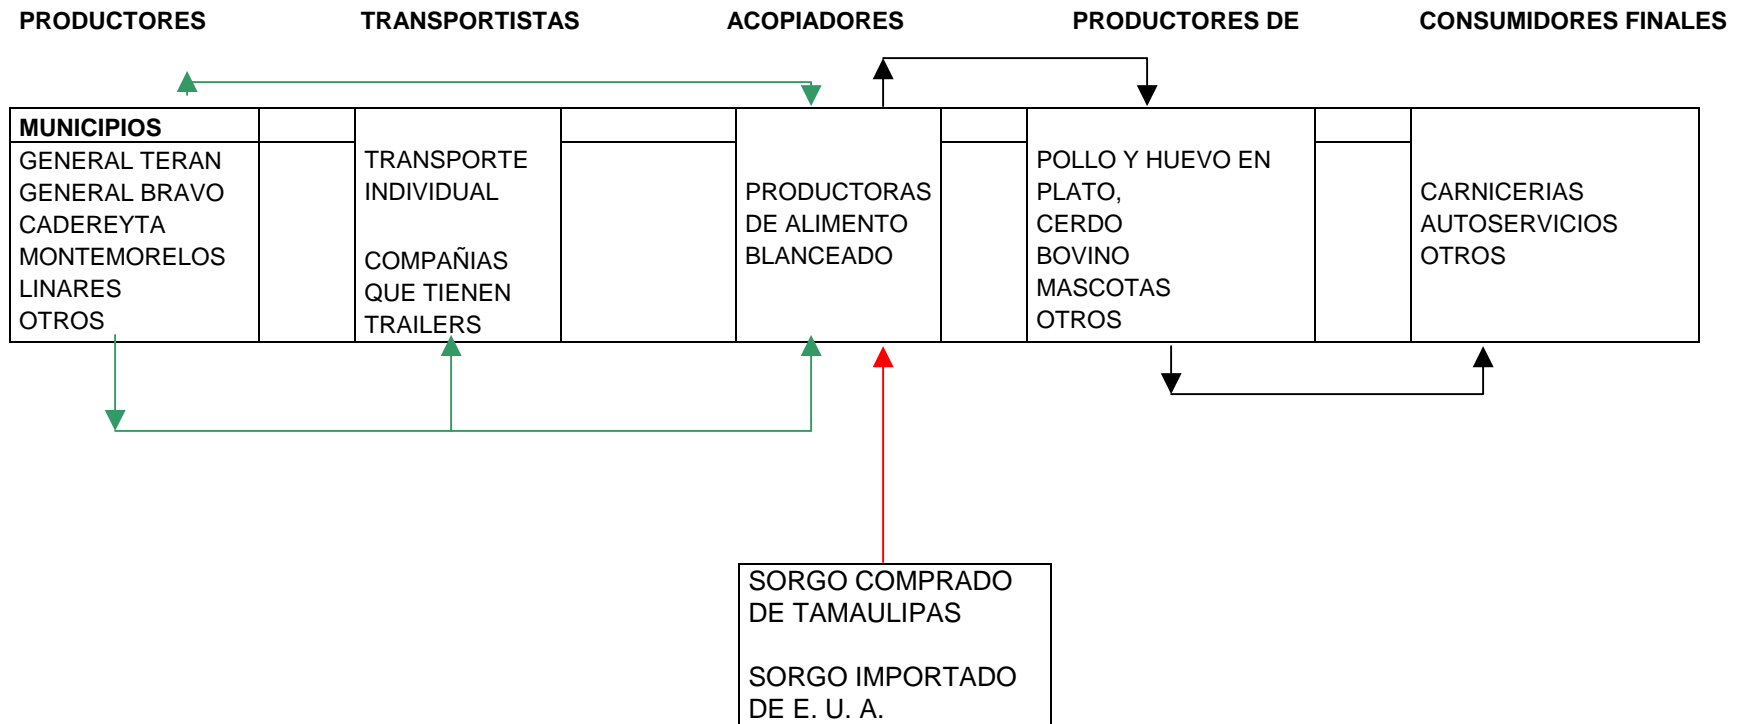 PRODUCTORES TRANSPORTISTAS ACOPIADORES PRODUCTORES DE CONSUMIDORES FINALES
MUNICIPIOS
GENERAL TERAN
GENERAL BRAVO
CADEREYTA
MONTEMORELOS
LINARES
OTROS
TRANSPORTE
INDIVIDUAL
COMPAÑIAS
QUE TIENEN
TRAILERS
PRODUCTORAS
DE ALIMENTO
BLANCEADO
POLLO Y HUEVO EN
PLATO,
CERDO
BOVINO
MASCOTAS
OTROS
CARNICERIAS
AUTOSERVICIOS
OTROS
SORGO COMPRADO
DE TAMAULIPAS
SORGO IMPORTADO
DE E. U. A.